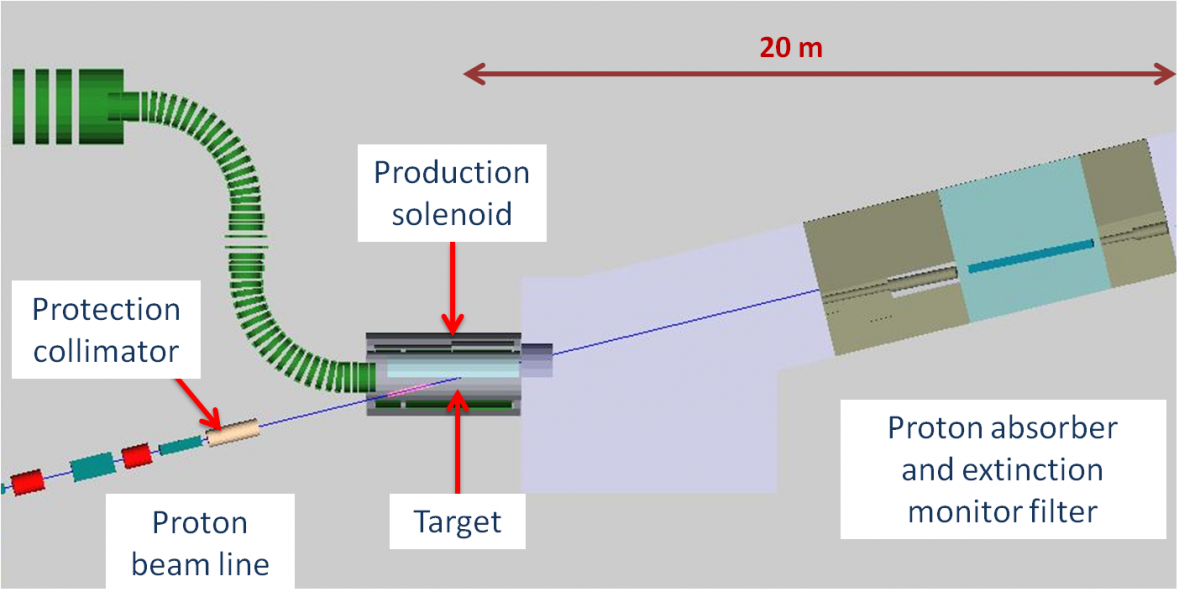 20 m
Production
solenoid
Protection
collimator
Proton absorber
and extinction
monitor filter
Target
Proton
beam line